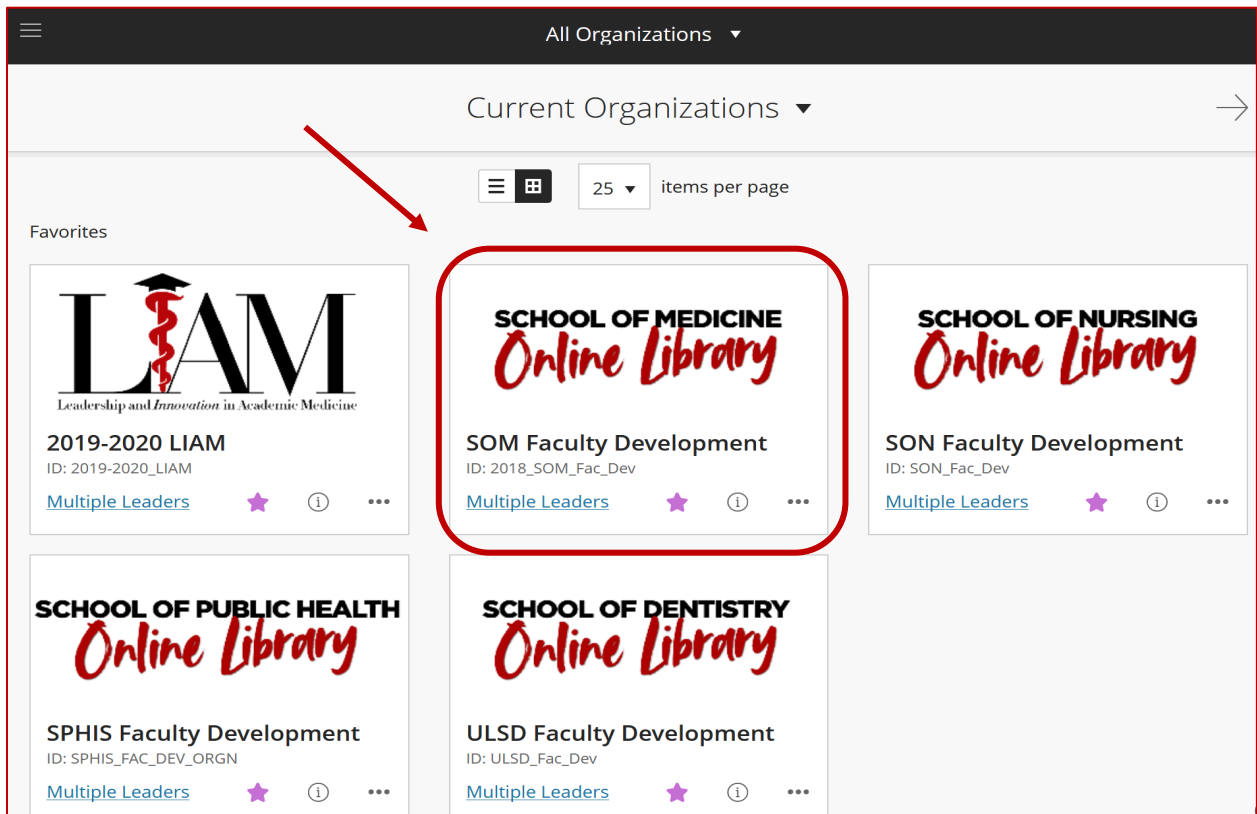 All Organizations
Current Organizations
25 items per page
Favorites
LIAM
Leadership and Innovation in Academic Medicine
2019-2020 LIAM
ID: 2019-2020_LIAM
Multiple Leaders
SCHOOL OF MEDICINE
Online Library
SOM Faculty Development
ID: 2018_SOM_Fac_Dev
Multiple Leaders
SCHOOL OF NURSING
Online Library
SON Faculty Development
ID: SON_Fac_Dev
Multiple Leaders
SCHOOL OF PUBLIC HEALTH
Online Library
SPHIS Faculty Development
ID: SPHIS_FAC_DEV_ORGN
Multiple Leaders
SCHOOL OF DENTISTRY
Online Library
ULSD Faculty Development
ID: ULSD_Fac_Dev
Multiple Leaders